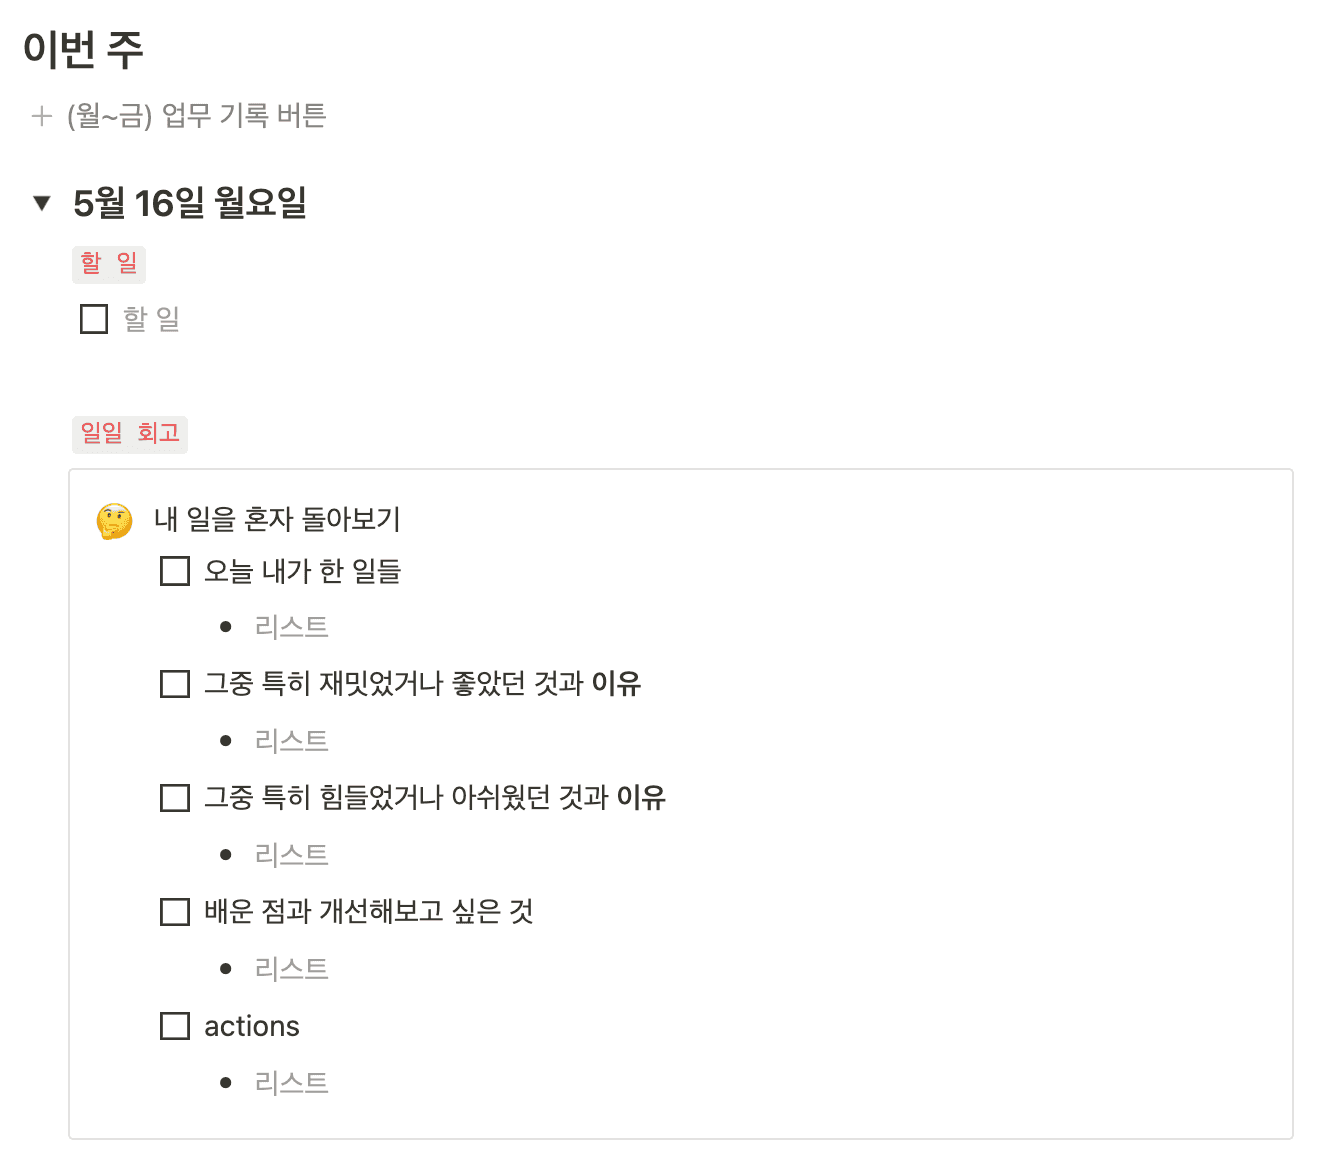 이번 주
(월~금) 업무 기록 버튼
5월 16일 월요일
할 일
할 일
일일 회고
내 일을 혼자 돌아보기
오늘 내가 한 일들
리스트
그중 특히 재밋었거나 좋았던 것과 이유
리스트
그중 특히 힘들었거나 아쉬웠던 것과 이유
리스트
배운 점과 개선해보고 싶은 것
리스트
actions
리스트